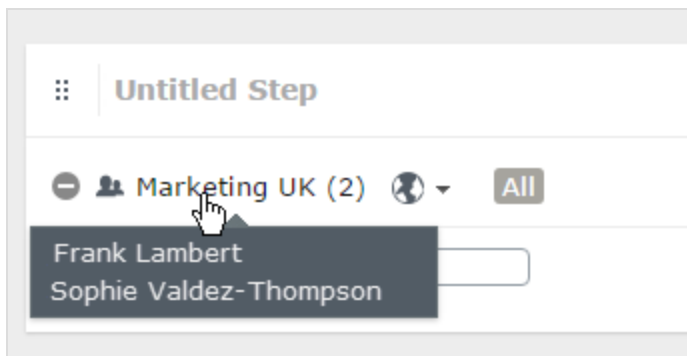 Untitled Step
Marketing UK (2) All
Frank Lambert
Sophie Valdez-Thompson